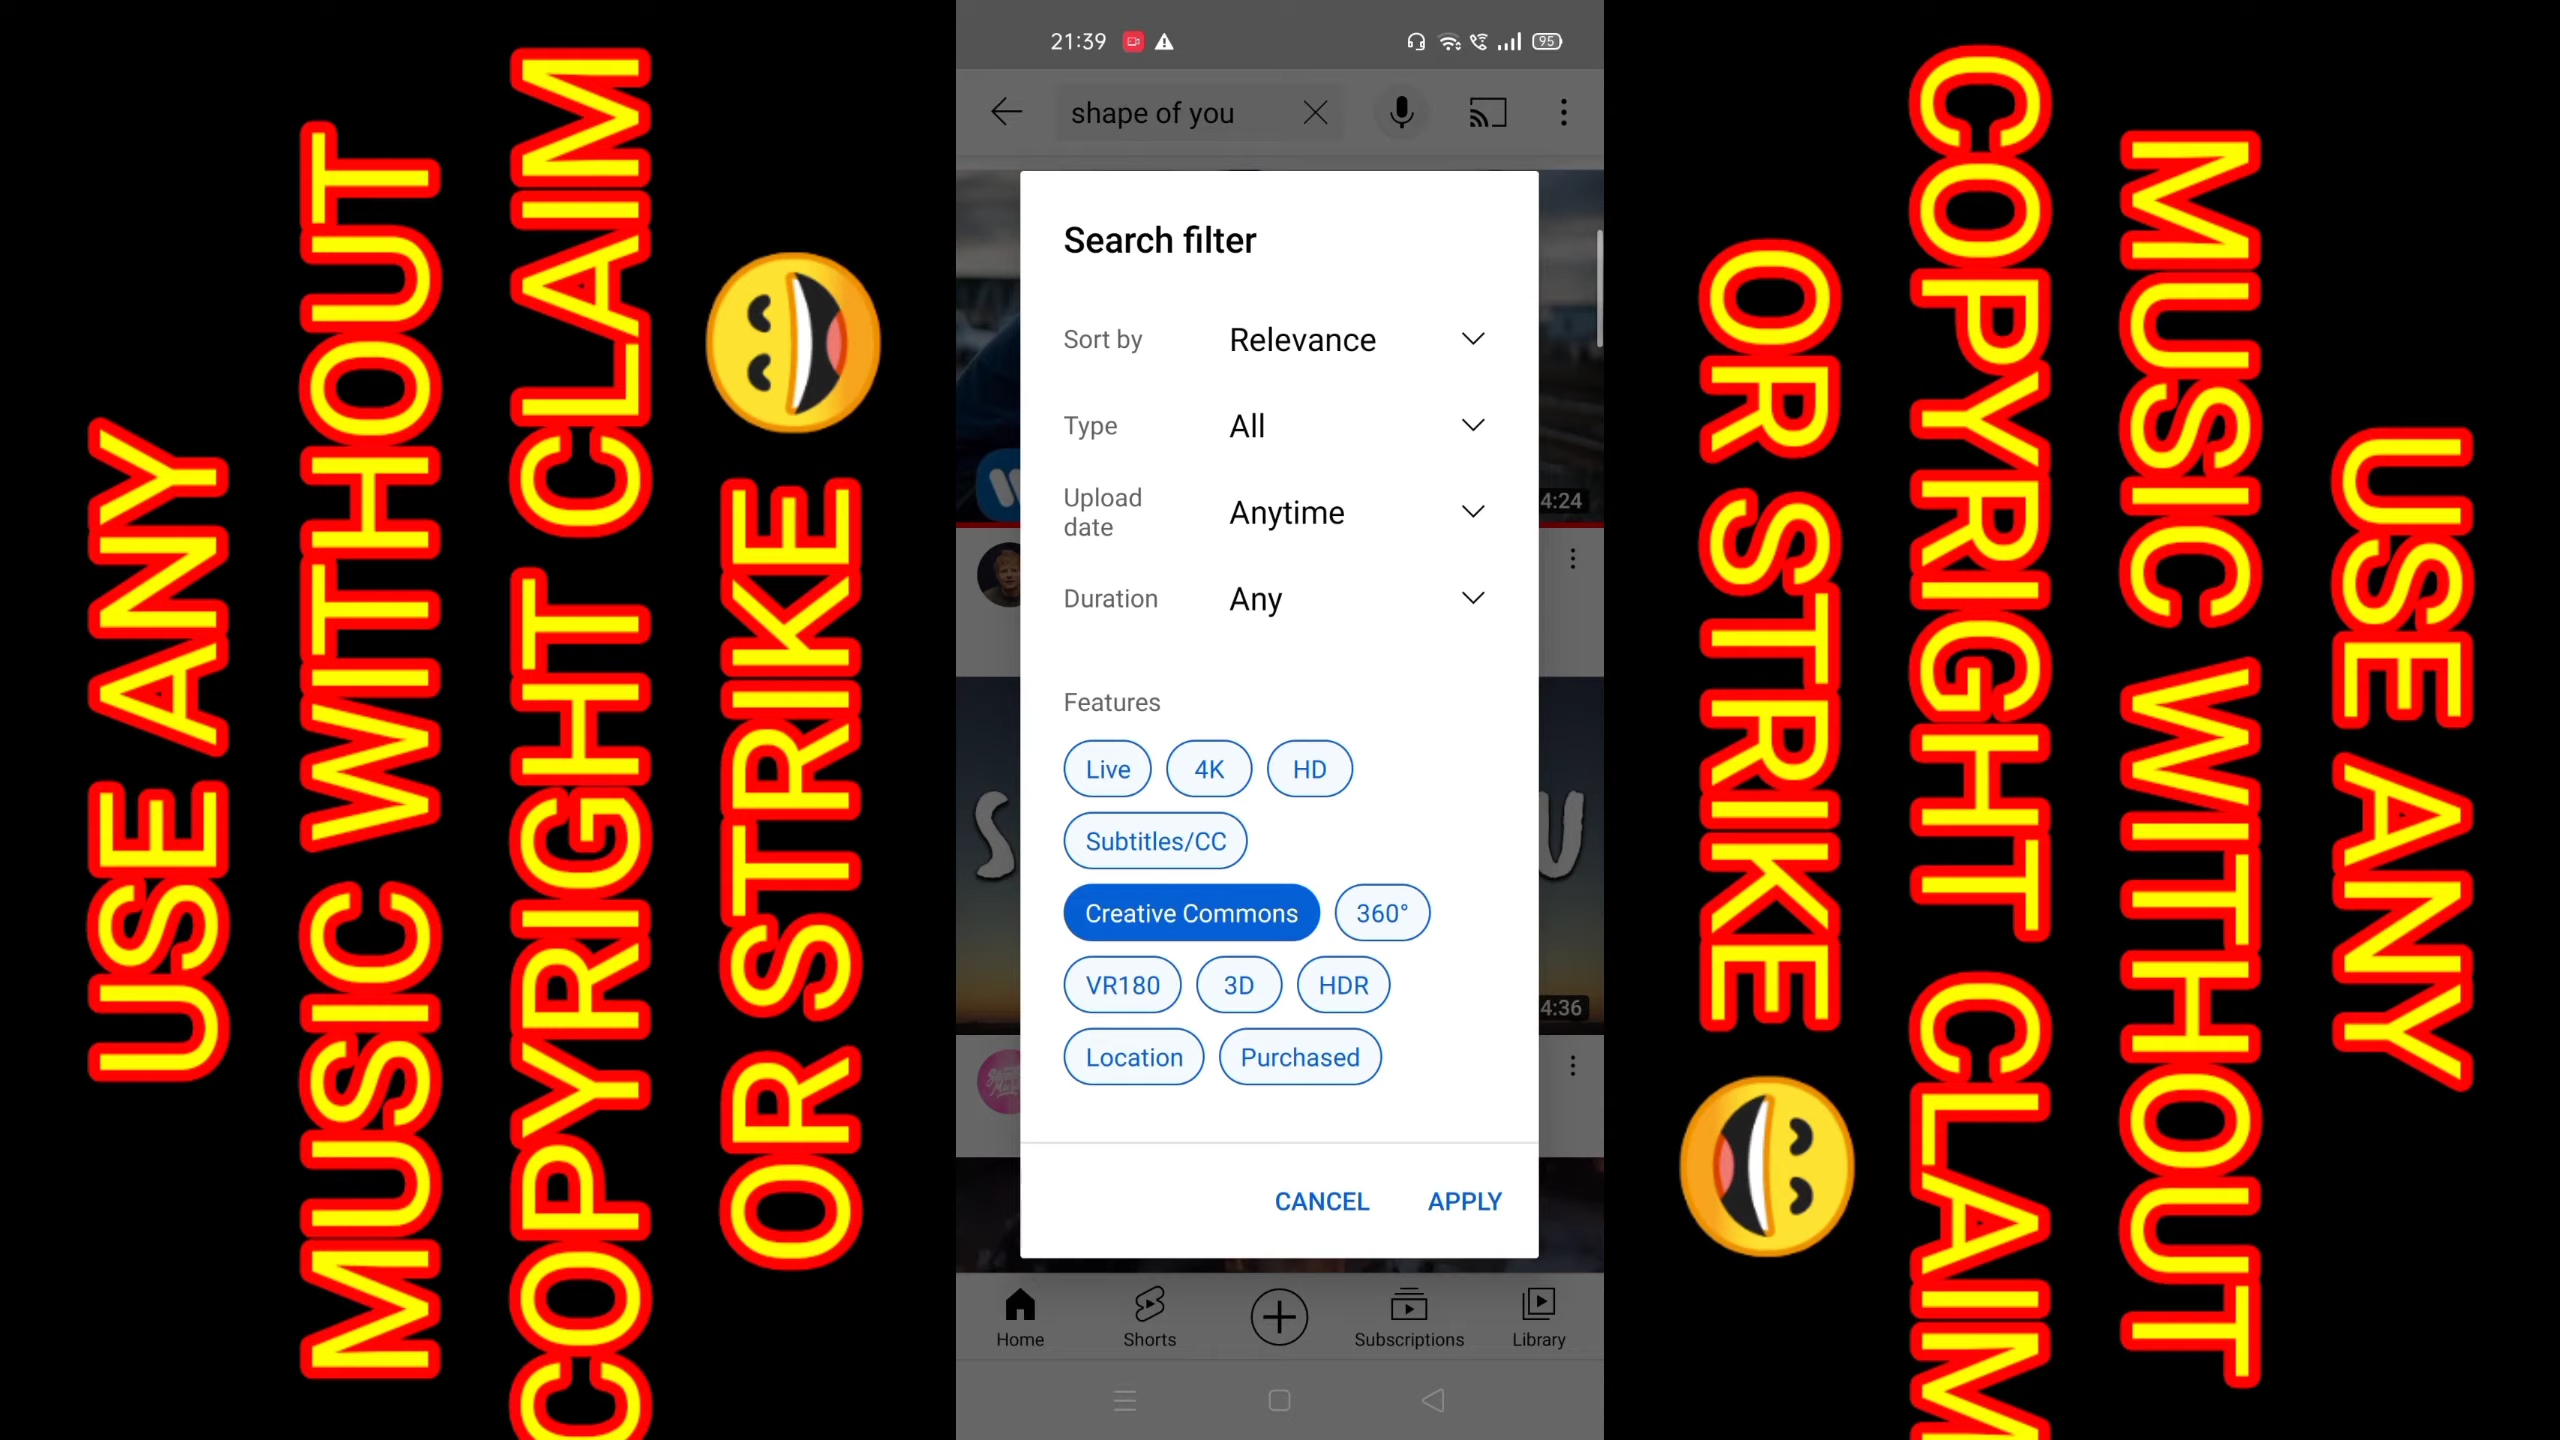 USE ANY
MUSIC WITHOUT
COPYRIGHT CLAIM
OR STRIKE
21:39
95
shape of you
Search filter
Sort by
Relevance
Type
All
Upload
date
Anytime
Duration
Any
Features
Live
4K
HD
Subtitles/CC
Creative Commons
360°
VR180
3D
HDR
Location
Purchased
CANCEL
APPLY
4:24
4:36
Home
Shorts
Subscriptions
Library
USE ANY
MUSIC WITHOUT
COPYRIGHT CLAIM
OR STRIKE